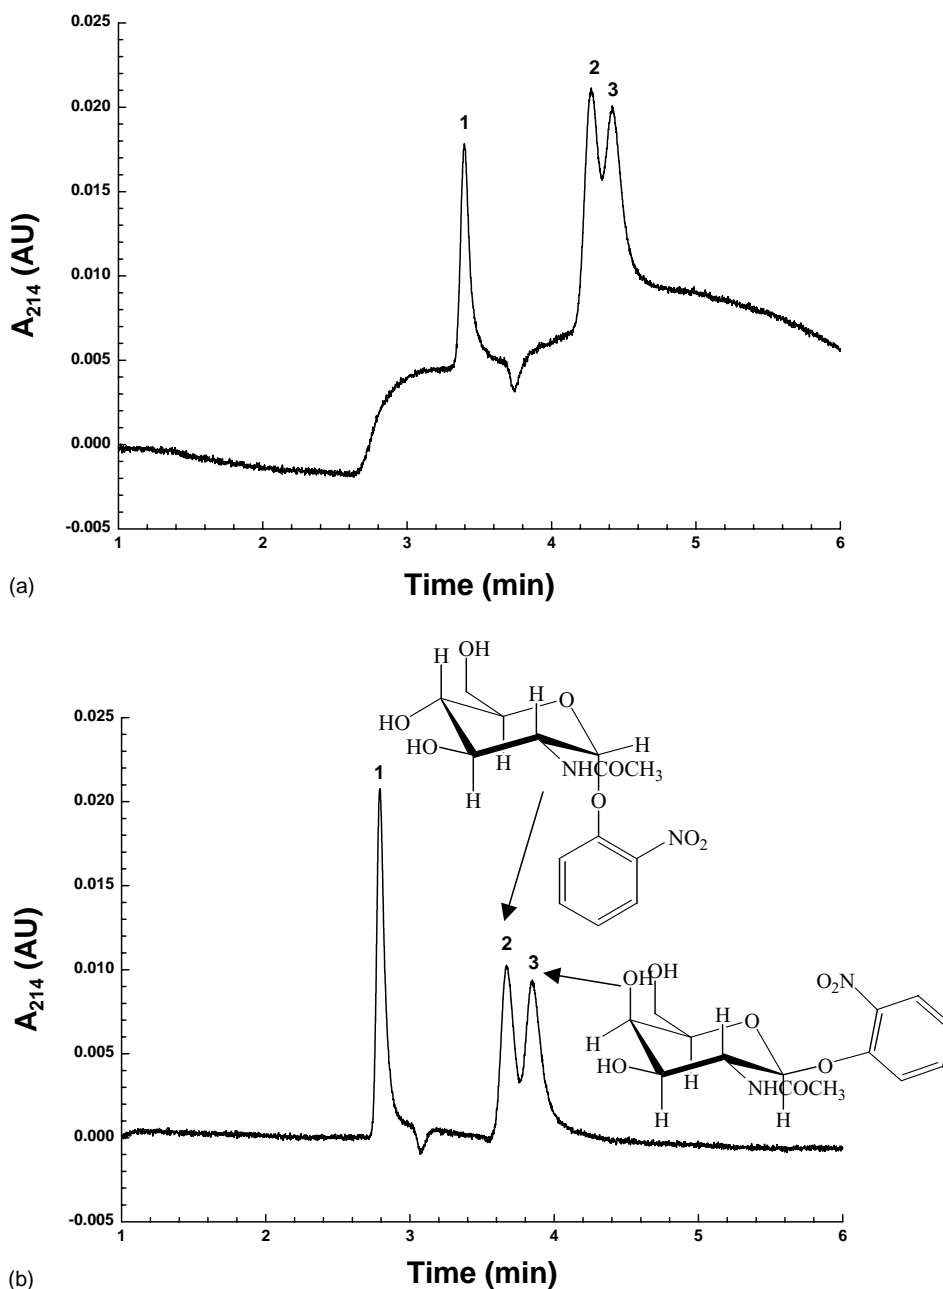 0.025
2
3
0.020
1
0.015
A₂₁₄ (AU)
0.010
0.005
0.000
-0.005
1 2 3 4 5 6
(a)
Time (min)
OH
H
H
O
0.025
HO
HO
H
H
1
NHCOCH₃
H
0.020
O
NO₂
0.015
A₂₁₄ (AU)
2
0.010
3
OH
OH
O₂N
H
O
0.005
H
HO
H
O
NHCOCH₃
H
H
0.000
-0.005
1 2 3 4 5 6
(b)
Time (min)